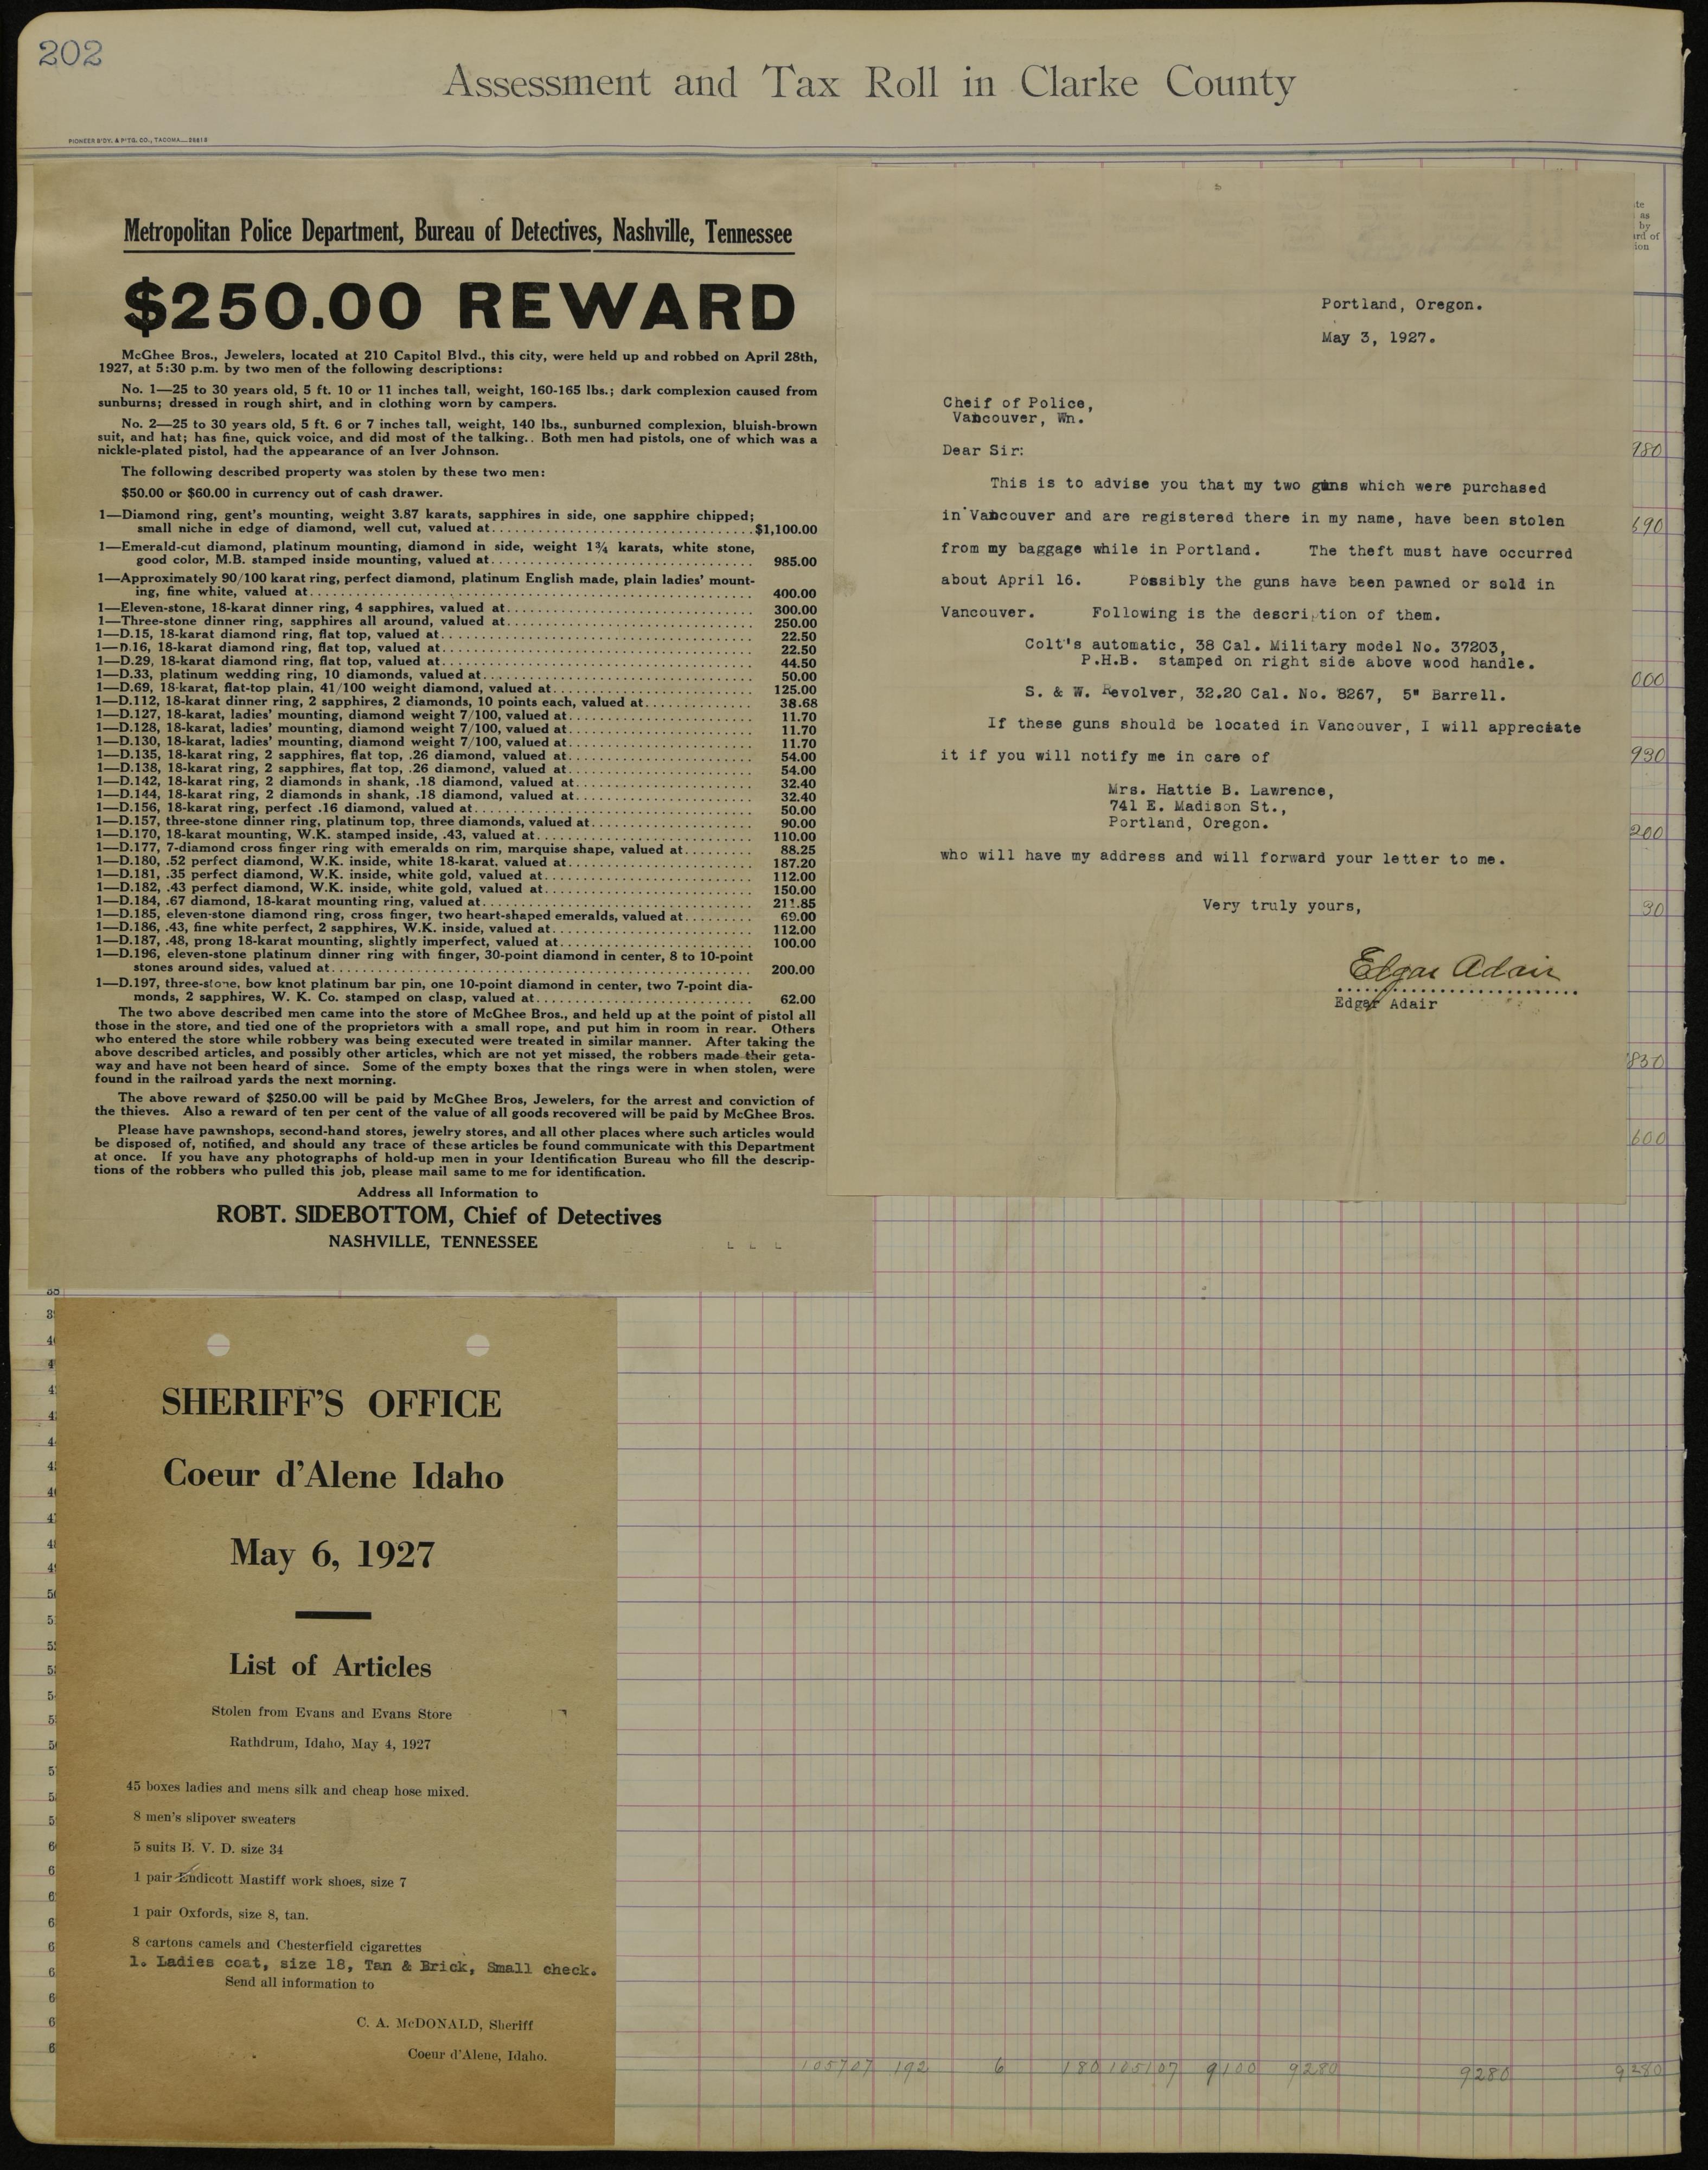 202
Assessment and Tax Roll in Clarke County
PIONEER B'DY. & P'TG. CO., TACOMA
Metropolitan Police Department, Bureau of Detectives, Nashville, Tennessee
$250.00 REWARD
McGhee Bros., Jewelers, located at 210 Capitol Blvd., this city, were held up and robbed on April 28th,
1927, at 5:30 p.m. by two men of the following descriptions:
No. 1—25 to 30 years old, 5 ft. 10 or 11 inches tall, weight, 160-165 lbs.; dark complexion caused from
sunburns; dressed in rough shirt, and in clothing worn by campers.
No. 2—25 to 30 years old, 5 ft. 6 or 7 inches tall, weight, 140 lbs., sunburned complexion, bluish-brown
suit, and hat; has fine, quick voice, and did most of the talking.. Both men had pistols, one of which was a
nickle-plated pistol, had the appearance of an Iver Johnson.
The following described property was stolen by these two men:
$50.00 or $60.00 in currency out of cash drawer.
1—Diamond ring, gent's mounting, weight 3.87 karats, sapphires in side, one sapphire chipped;
small niche in edge of diamond, well cut, valued at $1,100.00
1—Emerald-cut diamond, platinum mounting, diamond in side, weight 1¾ karats, white stone,
good color, M.B. stamped inside mounting, valued at 985.00
1—Approximately 90/100 karat ring, perfect diamond, platinum English made, plain ladies' mount-
ing, fine white, valued at 400.00
1—Eleven-stone, 18-karat dinner ring, 4 sapphires, valued at 300.00
1—Three-stone dinner ring, sapphires all around, valued at 250.00
1—D.15, 18-karat diamond ring, flat top, valued at 22.50
1—D.16, 18-karat diamond ring, flat top, valued at 22.50
1—D.29, 18-karat diamond ring, flat top, valued at 44.50
1—D.33, platinum wedding ring, 10 diamonds, valued at 50.00
1—D.69, 18-karat, flat-top plain, 41/100 weight diamond, valued at 125.00
1—D.112, 18-karat dinner ring, 2 sapphires, 2 diamonds, 10 points each, valued at 38.68
1—D.127, 18-karat, ladies' mounting, diamond weight 7/100, valued at 11.70
1—D.128, 18-karat, ladies' mounting, diamond weight 7/100, valued at 11.70
1—D.130, 18-karat, ladies' mounting, diamond weight 7/100, valued at 11.70
1—D.135, 18-karat ring, 2 sapphires, flat top, .26 diamond, valued at 54.00
1—D.138, 18-karat ring, 2 sapphires, flat top, .26 diamond, valued at 54.00
1—D.142, 18-karat ring, 2 diamonds in shank, .18 diamond, valued at 32.40
1—D.144, 18-karat ring, 2 diamonds in shank, .18 diamond, valued at 32.40
1—D.156, 18-karat ring, perfect .16 diamond, valued at 50.00
1—D.157, three-stone dinner ring, platinum top, three diamonds, valued at 90.00
1—D.170, 18-karat mounting, W.K. stamped inside, .43, valued at 110.00
1—D.177, 7-diamond cross finger ring with emeralds on rim, marquise shape, valued at 88.25
1—D.180, .52 perfect diamond, W.K. inside, white 18-karat, valued at 187.20
1—D.181, .35 perfect diamond, W.K. inside, white gold, valued at 112.00
1—D.182, .43 perfect diamond, W.K. inside, white gold, valued at 150.00
1—D.184, .67 diamond, 18-karat mounting ring, valued at 211.85
1—D.185, eleven-stone diamond ring, cross finger, two heart-shaped emeralds, valued at 69.00
1—D.186, .43, fine white perfect, 2 sapphires, W.K. inside, valued at 112.00
1—D.187, .48, prong 18-karat mounting, slightly imperfect, valued at 100.00
1—D.196, eleven-stone platinum dinner ring with finger, 30-point diamond in center, 8 to 10-point
stones around sides, valued at 200.00
1—D.197, three-stone, bow knot platinum bar pin, one 10-point diamond in center, two 7-point dia-
monds, 2 sapphires, W. K. Co. stamped on clasp, valued at 62.00
The two above described men came into the store of McGhee Bros., and held up at the point of pistol all
those in the store, and tied one of the proprietors with a small rope, and put him in room in rear. Others
who entered the store while robbery was being executed were treated in similar manner. After taking the
above described articles, and possibly other articles, which are not yet missed, the robbers made their geta-
way and have not been heard of since. Some of the empty boxes that the rings were in when stolen, were
found in the railroad yards the next morning.
The above reward of $250.00 will be paid by McGhee Bros, Jewelers, for the arrest and conviction of
the thieves. Also a reward of ten per cent of the value of all goods recovered will be paid by McGhee Bros.
Please have pawnshops, second-hand stores, jewelry stores, and all other places where such articles would
be disposed of, notified, and should any trace of these articles be found communicate with this Department
at once. If you have any photographs of hold-up men in your Identification Bureau who fill the descrip-
tions of the robbers who pulled this job, please mail same to me for identification.
Address all Information to
ROBT. SIDEBOTTOM, Chief of Detectives
NASHVILLE, TENNESSEE
Portland, Oregon.
May 3, 1927.
Cheif of Police,
Vancouver, Wn.
Dear Sir:
This is to advise you that my two guns which were purchased
in Vancouver and are registered there in my name, have been stolen
from my baggage while in Portland. The theft must have occurred
about April 16. Possibly the guns have been pawned or sold in
Vancouver. Following is the description of them.
Colt's automatic, 38 Cal. Military model No. 37203,
P.H.B. stamped on right side above wood handle.
S. & W. Revolver, 32.20 Cal. No. 8267, 5" Barrell.
If these guns should be located in Vancouver, I will appreciate
it if you will notify me in care of
Mrs. Hattie B. Lawrence,
741 E. Madison St.,
Portland, Oregon.
who will have my address and will forward your letter to me.
Very truly yours,
Edgar Adair
Edgar Adair
980
690
000
930
200
30
830
600
SHERIFF'S OFFICE
Coeur d'Alene Idaho
May 6, 1927
List of Articles
Stolen from Evans and Evans Store
Rathdrum, Idaho, May 4, 1927
45 boxes ladies and mens silk and cheap hose mixed.
8 men's slipover sweaters
5 suits B. V. D. size 34
1 pair Endicott Mastiff work shoes, size 7
1 pair Oxfords, size 8, tan.
8 cartons camels and Chesterfield cigarettes
1. Ladies coat, size 18, Tan & Brick, Small check.
Send all information to
C. A. McDONALD, Sheriff
Coeur d'Alene, Idaho.
105707 192 6 180 105107 9100 9280 9280 9280